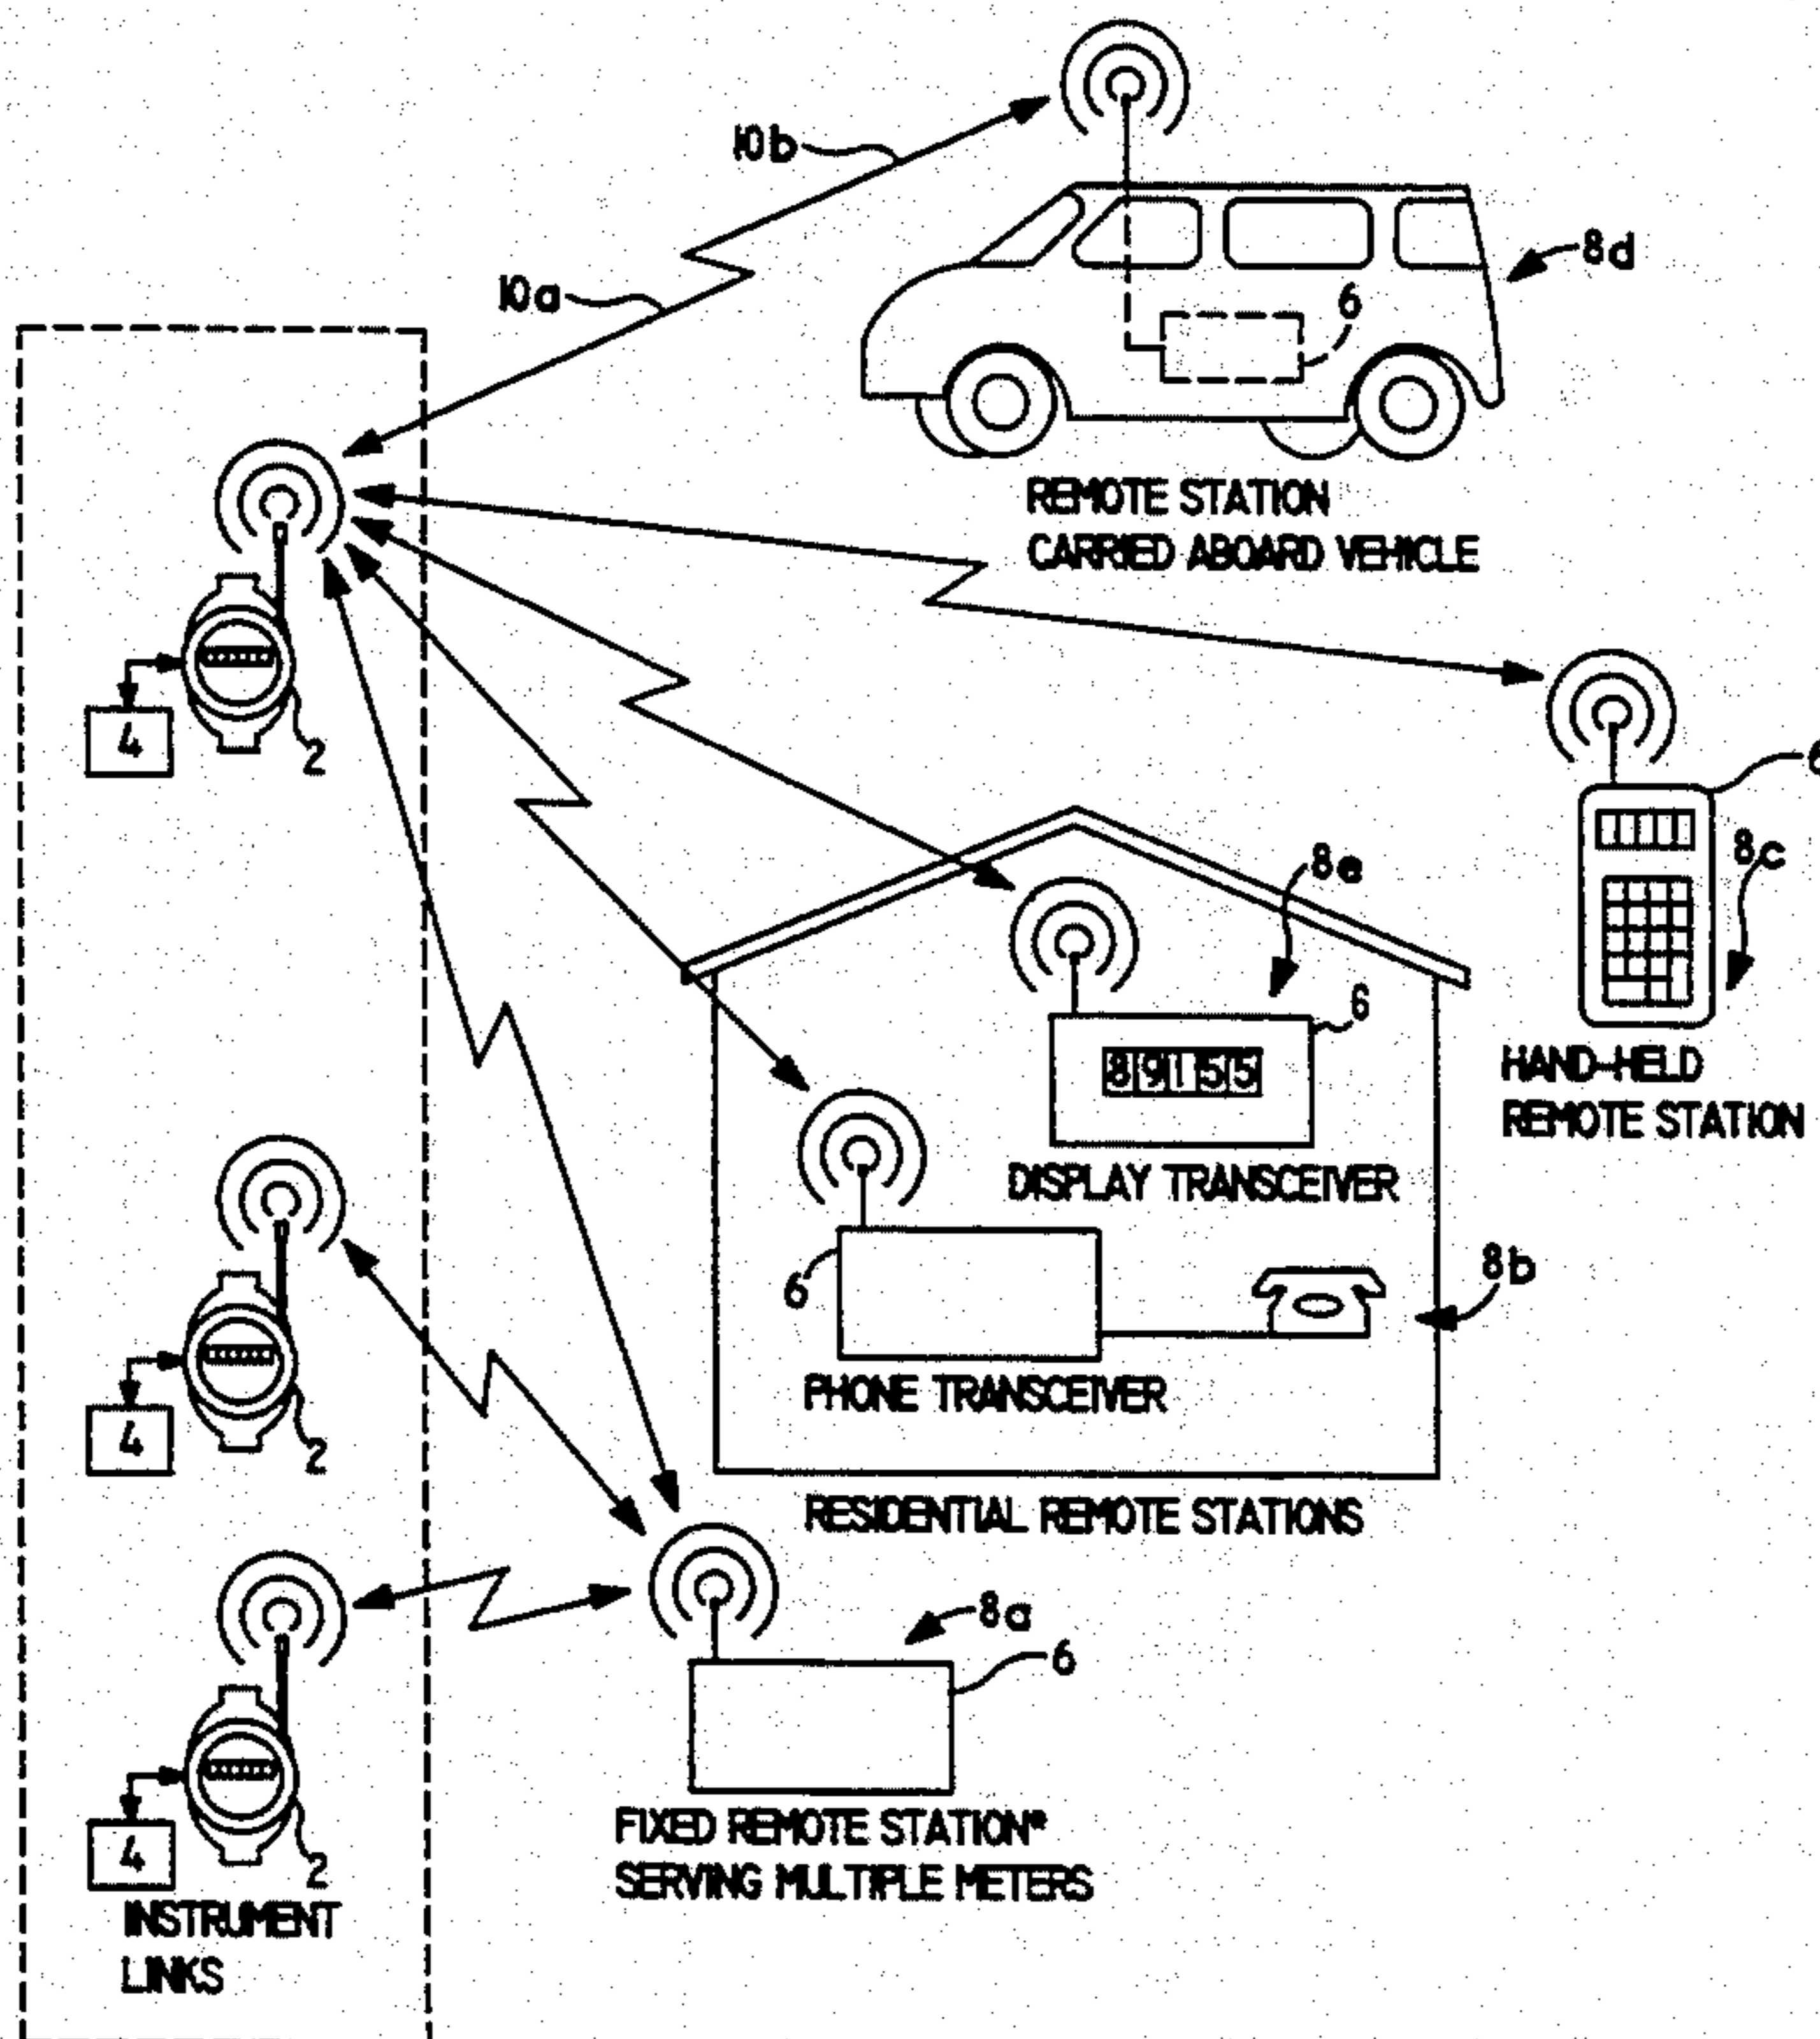 10b
8d
10a
6
REMOTE STATION
CARRIED ABOARD VEHICLE
4
2
8e
8c
6
89155
HAND-HELD
REMOTE STATION
DISPLAY TRANSCEIVER
6
8b
4
2
PHONE TRANSCEIVER
RESIDENTIAL REMOTE STATIONS
8a
6
4
2
FIXED REMOTE STATION*
SERVING MULTIPLE METERS
INSTRUMENT
LINKS